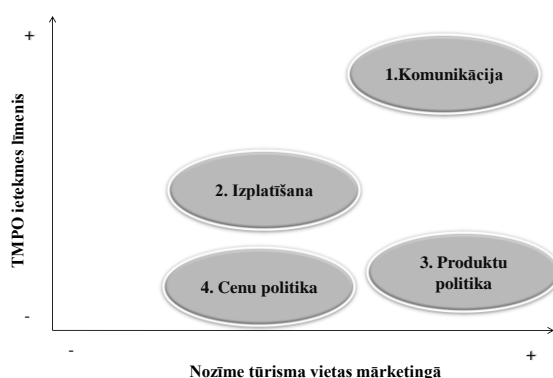 +
1.Komunikācija
TMPO ietekmes līmenis
2. Izplatīšana
3. Produktu
politika
4. Cenu politika
-
-
+
Nozīme tūrisma vietas mārketingā